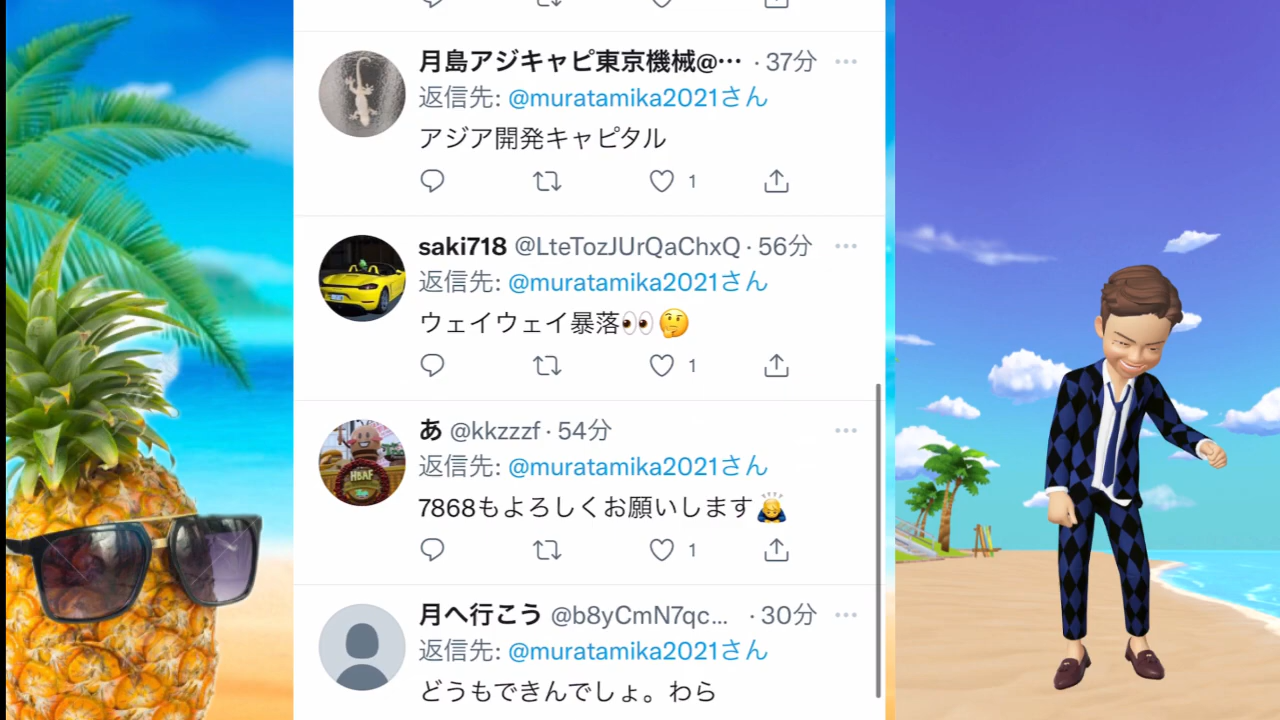 月島アジキャピ東京機械@… · 37分
返信先: @muratamika2021さん
アジア開発キャピタル
1
saki718 @LteTozJUrQaChxQ · 56分
返信先: @muratamika2021さん
ウェイウェイ暴落👀🤔
1
あ @kkzzzf · 54分
返信先: @muratamika2021さん
7868もよろしくお願いします🙇
1
月へ行こう @b8yCmN7qc… · 30分
返信先: @muratamika2021さん
どうもできんでしょ。わら
HBAF